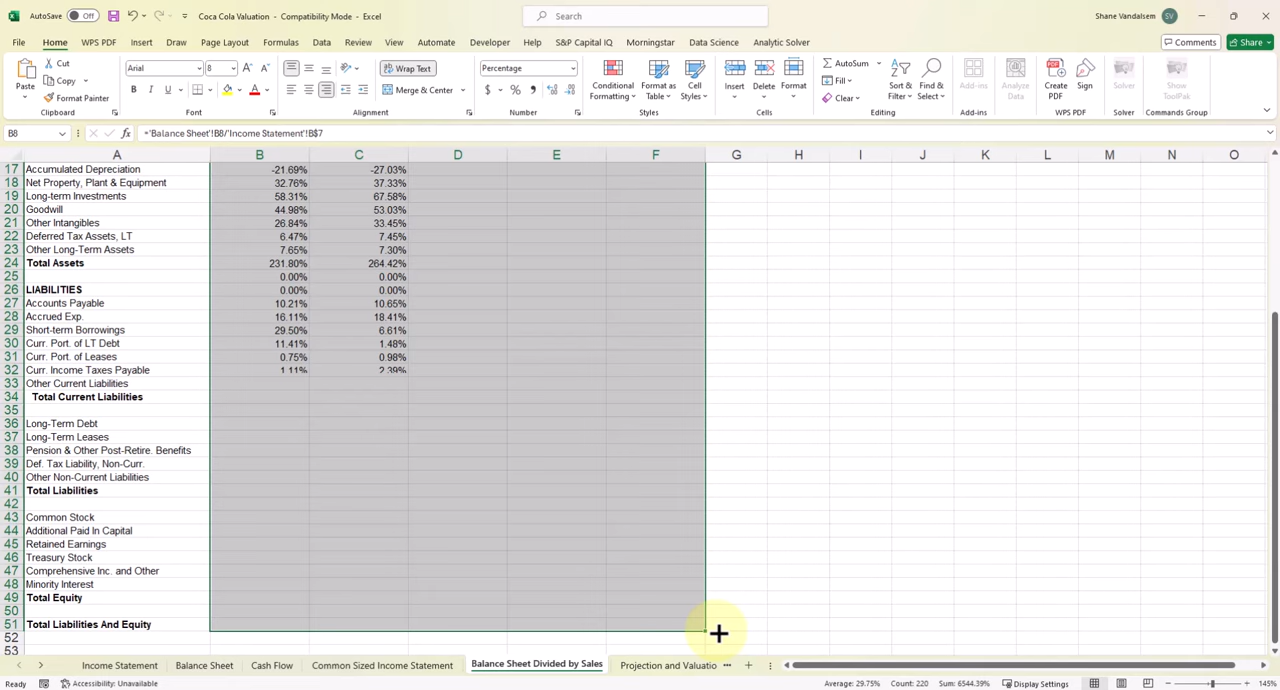 AutoSave Off Coca Cola Valuation - Compatibility Mode - Excel Search Shane Vandalsem SV
File Home WPS PDF Insert Draw Page Layout Formulas Data Review View Automate Developer Help S&P Capital IQ Morningstar Data Science Analytic Solver Comments Share
Paste Cut Copy Format Painter Clipboard
Arial 8 A A B I U A Font
ab Wrap Text Merge & Center Alignment
Percentage $ % , Number
Conditional Formatting Format as Table Cell Styles Styles
Insert Delete Format Cells
AutoSum Fill Clear Sort & Filter Find & Select Editing
Add-ins Add-ins
Analyze Data
Create PDF Sign WPS PDF
Solver Solver
Show ToolPak Commands Group
B8 fx ='Balance Sheet'!B8/'Income Statement'!B$7
A B C D E F G H I J K L M N O
17 Accumulated Depreciation -21.69% -27.03%
18 Net Property, Plant & Equipment 32.76% 37.33%
19 Long-term Investments 58.31% 67.58%
20 Goodwill 44.98% 53.03%
21 Other Intangibles 26.84% 33.45%
22 Deferred Tax Assets, LT 6.47% 7.45%
23 Other Long-Term Assets 7.65% 7.30%
24 Total Assets 231.80% 264.42%
25 0.00% 0.00%
26 LIABILITIES 0.00% 0.00%
27 Accounts Payable 10.21% 10.65%
28 Accrued Exp. 16.11% 18.41%
29 Short-term Borrowings 29.50% 6.61%
30 Curr. Port. of LT Debt 11.41% 1.48%
31 Curr. Port. of Leases 0.75% 0.98%
32 Curr. Income Taxes Payable 1.11% 2.39%
33 Other Current Liabilities
34 Total Current Liabilities
35
36 Long-Term Debt
37 Long-Term Leases
38 Pension & Other Post-Retire. Benefits
39 Def. Tax Liability, Non-Curr.
40 Other Non-Current Liabilities
41 Total Liabilities
42
43 Common Stock
44 Additional Paid In Capital
45 Retained Earnings
46 Treasury Stock
47 Comprehensive Inc. and Other
48 Minority Interest
49 Total Equity
50
51 Total Liabilities And Equity
52
53
Income Statement Balance Sheet Cash Flow Common Sized Income Statement Balance Sheet Divided by Sales Projection and Valuatio ...
Ready Accessibility: Unavailable Average: 29.75% Count: 220 Sum: 6544.39% Display Settings 145%